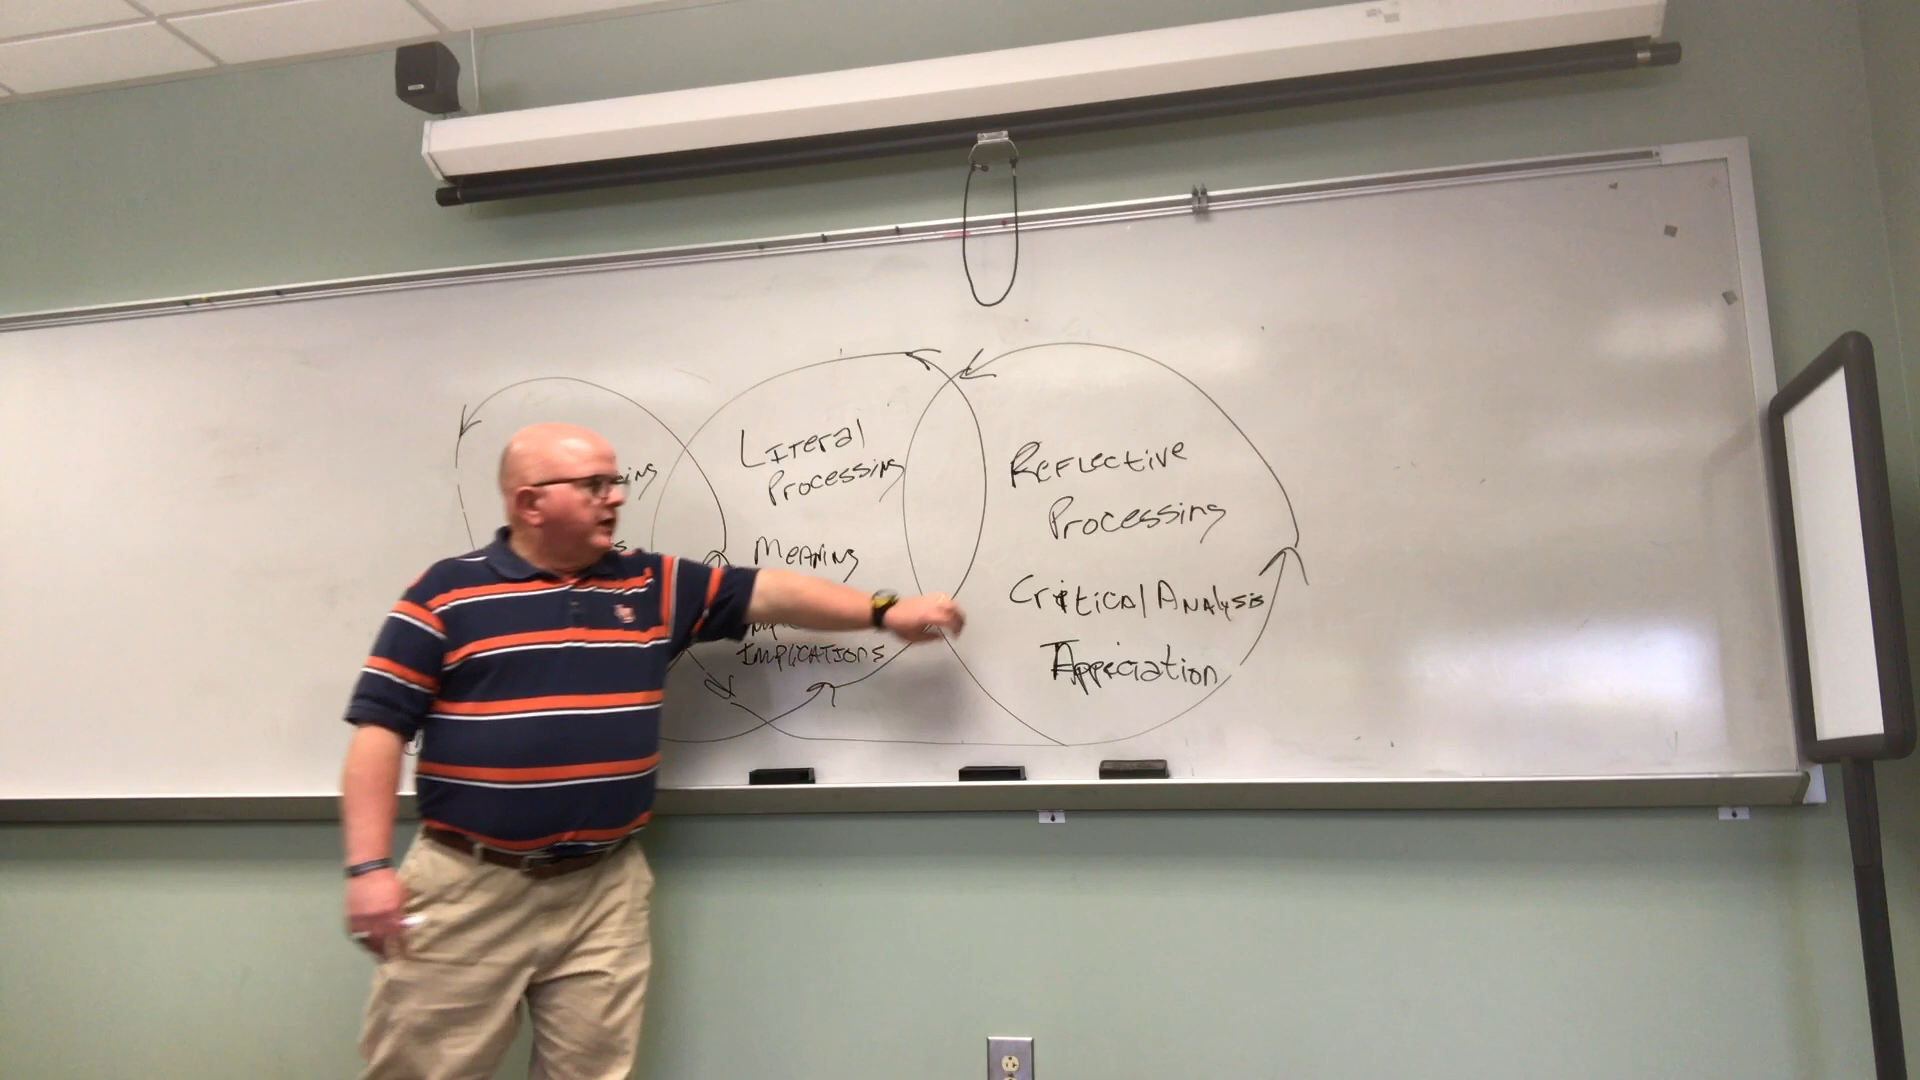 Literal
Processing
Meaning
Implications
Reflective
Processing
Critical Analysis
Appreciation